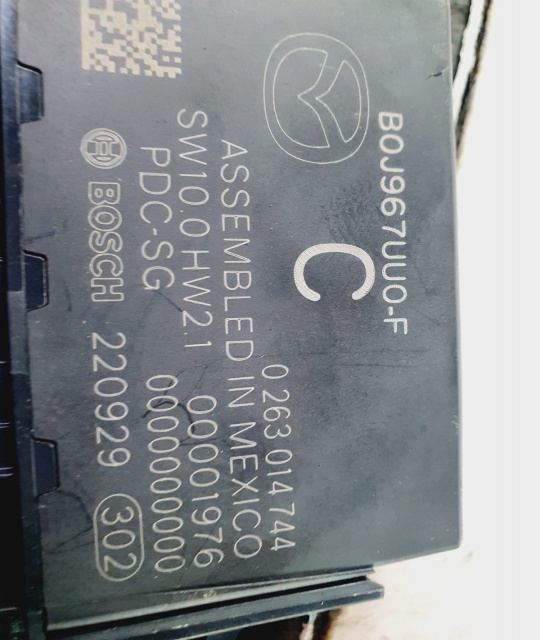 B0J967UU0-F
C
0 263 014 744
ASSEMBLED IN MEXICO
SW10.0 HW2.1 00001976
PDC-SG 0000000000
BOSCH 220929 302